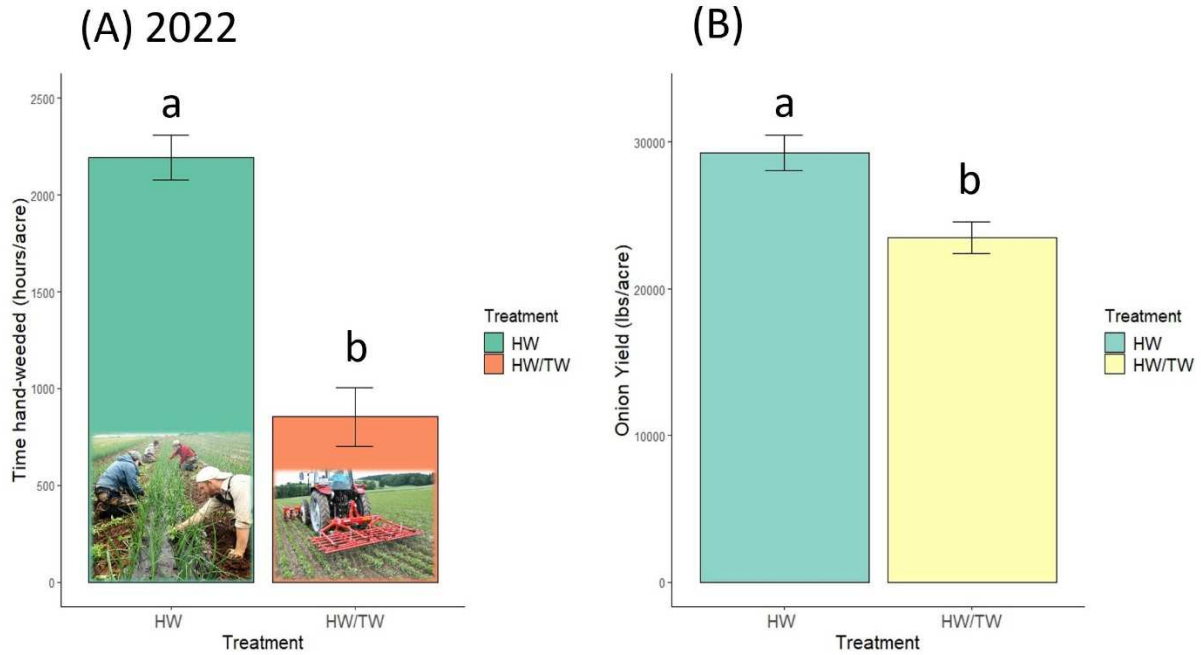 (A) 2022
2500
2000
1500
1000
500
0
Time hand-weeded (hours/acre)
a
b
HW
HW/TW
Treatment
Treatment
HW
HW/TW
(B)
30000
20000
10000
0
Onion Yield (lbs/acre)
a
b
HW
HW/TW
Treatment
Treatment
HW
HW/TW